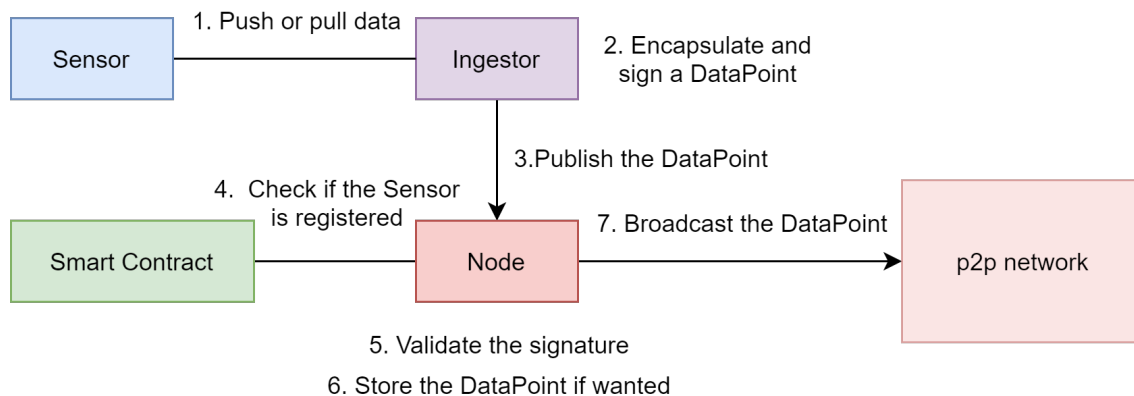 1. Push or pull data
Sensor
Ingestor
2. Encapsulate and
sign a DataPoint
3.Publish the DataPoint
4. Check if the Sensor
is registered
Smart Contract
Node
7. Broadcast the DataPoint
p2p network
5. Validate the signature
6. Store the DataPoint if wanted